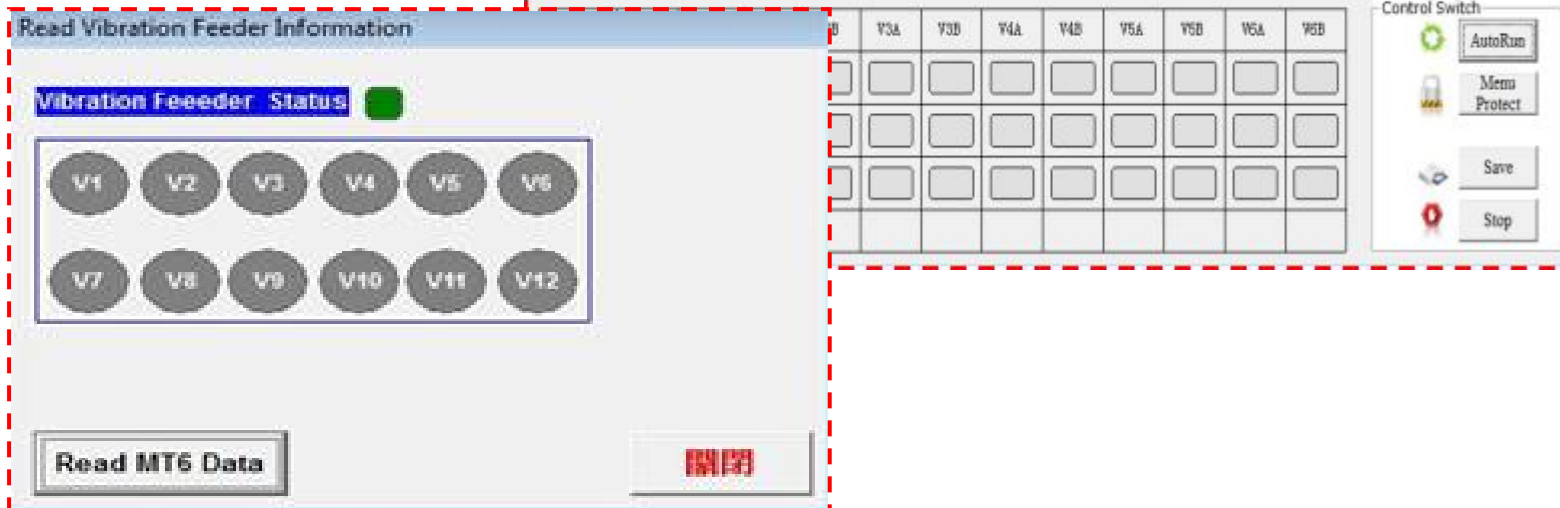 Read Vibration Feeder Information
Vibration Feeeder Status
V1 V2 V3 V4 V5 V6
V7 V8 V9 V10 V11 V12
Read MT6 Data
關閉
V3A V3B V4A V4B V5A V5B V6A V6B
Control Switch
AutoRun
Menu
Protect
Save
Stop